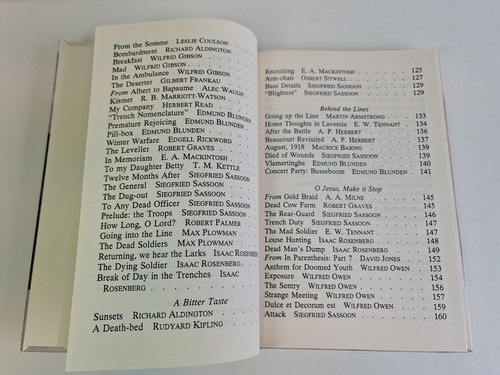 From the Somme LESLIE COULSON
Bombardment RICHARD ALDINGTON
Breakfast WILFRID GIBSON
Mad WILFRID GIBSON
In the Ambulance WILFRID GIBSON
The Deserter GILBERT FRANKAU
From Albert to Bapaume ALEC WAUGH
Kismet R. B. MARRIOTT-WATSON
My Company HERBERT READ
"Trench Nomenclature" EDMUND BLUNDEN
Premature Rejoicing EDMUND BLUNDEN
Pill-box EDMUND BLUNDEN
Winter Warfare EDGELL RICKWORD
The Leveller ROBERT GRAVES
In Memoriam E. A. MACKINTOSH
To my Daughter Betty T. M. KETTLE
Twelve Months After SIEGFRIED SASSOON
The General SIEGFRIED SASSOON
The Dug-out SIEGFRIED SASSOON
To Any Dead Officer SIEGFRIED SASSOON
Prelude: the Troops SIEGFRIED SASSOON
How Long, O Lord? ROBERT PALMER
Going into the Line MAX PLOWMAN
The Dead Soldiers MAX PLOWMAN
Returning, we hear the Larks ISAAC ROSENBERG
The Dying Soldier ISAAC ROSENBERG
Break of Day in the Trenches ISAAC
ROSENBERG
A Bitter Taste
Sunsets RICHARD ALDINGTON
A Death-bed RUDYARD KIPLING
Recruiting E. A. MACKINTOSH 125
Arm-chair OSBERT SITWELL 127
Base Details SIEGFRIED SASSOON 129
"Blighters" SIEGFRIED SASSOON 129
Behind the Lines
Going up the Line MARTIN ARMSTRONG 133
Home Thoughts in Laventie E. W. TENNANT 134
After the Battle A. P. HERBERT 136
Beaucourt Revisited A. P. HERBERT 137
August, 1918 MAURICE BARING 139
Died of Wounds SIEGFRIED SASSOON 139
Vlamertinghe EDMUND BLUNDEN 140
Concert Party: Busseboom EDMUND BLUNDEN 141
O Jesus, Make it Stop
From Gold Braid A. A. MILNE 145
Dead Cow Farm ROBERT GRAVES 145
The Rear-Guard SIEGFRIED SASSOON 146
Trench Duty SIEGFRIED SASSOON 147
The Mad Soldier E. W. TENNANT 147
Louse Hunting ISAAC ROSENBERG 148
Dead Man's Dump ISAAC ROSENBERG 149
From In Parenthesis: Part 7 DAVID JONES 152
Anthem for Doomed Youth WILFRED OWEN 153
Exposure WILFRED OWEN 154
The Sentry WILFRED OWEN 156
Strange Meeting WILFRED OWEN 157
Dulce et Decorum est WILFRED OWEN 159
Attack SIEGFRIED SASSOON 160